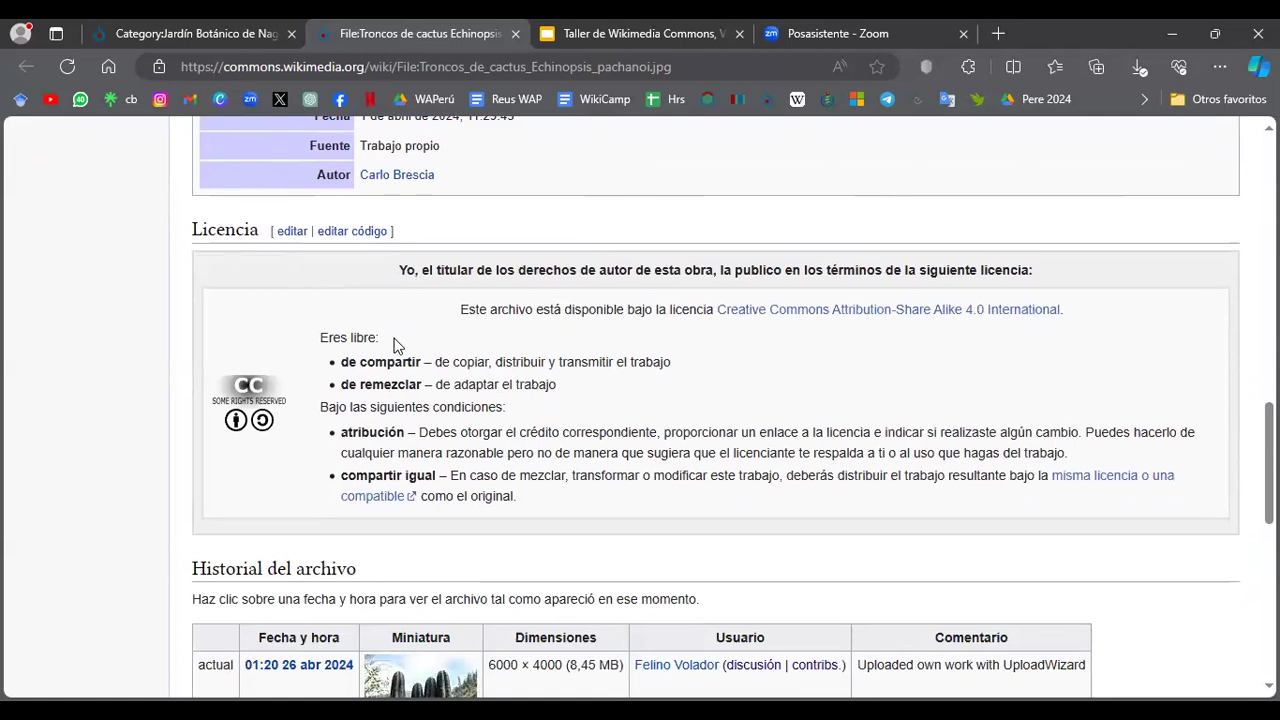 Category:Jardín Botánico de Nag
File:Troncos de cactus Echinopsis
Taller de Wikimedia Commons, W
Posasistente - Zoom
https://commons.wikimedia.org/wiki/File:Troncos_de_cactus_Echinopsis_pachanoi.jpg
cb
WAPerú
Reus WAP
WikiCamp
Hrs
Pere 2024
Otros favoritos
Fecha 1 de abril de 2024, 11:29:45
Fuente Trabajo propio
Autor Carlo Brescia
Licencia [ editar | editar código ]
Yo, el titular de los derechos de autor de esta obra, la publico en los términos de la siguiente licencia:
Este archivo está disponible bajo la licencia Creative Commons Attribution-Share Alike 4.0 International.
Eres libre:
• de compartir – de copiar, distribuir y transmitir el trabajo
• de remezclar – de adaptar el trabajo
CC
SOME RIGHTS RESERVED
Bajo las siguientes condiciones:
• atribución – Debes otorgar el crédito correspondiente, proporcionar un enlace a la licencia e indicar si realizaste algún cambio. Puedes hacerlo de
cualquier manera razonable pero no de manera que sugiera que el licenciante te respalda a ti o al uso que hagas del trabajo.
• compartir igual – En caso de mezclar, transformar o modificar este trabajo, deberás distribuir el trabajo resultante bajo la misma licencia o una
compatible como el original.
Historial del archivo
Haz clic sobre una fecha y hora para ver el archivo tal como apareció en ese momento.
Fecha y hora Miniatura Dimensiones Usuario Comentario
actual 01:20 26 abr 2024 6000 × 4000 (8,45 MB) Felino Volador (discusión | contribs.) Uploaded own work with UploadWizard